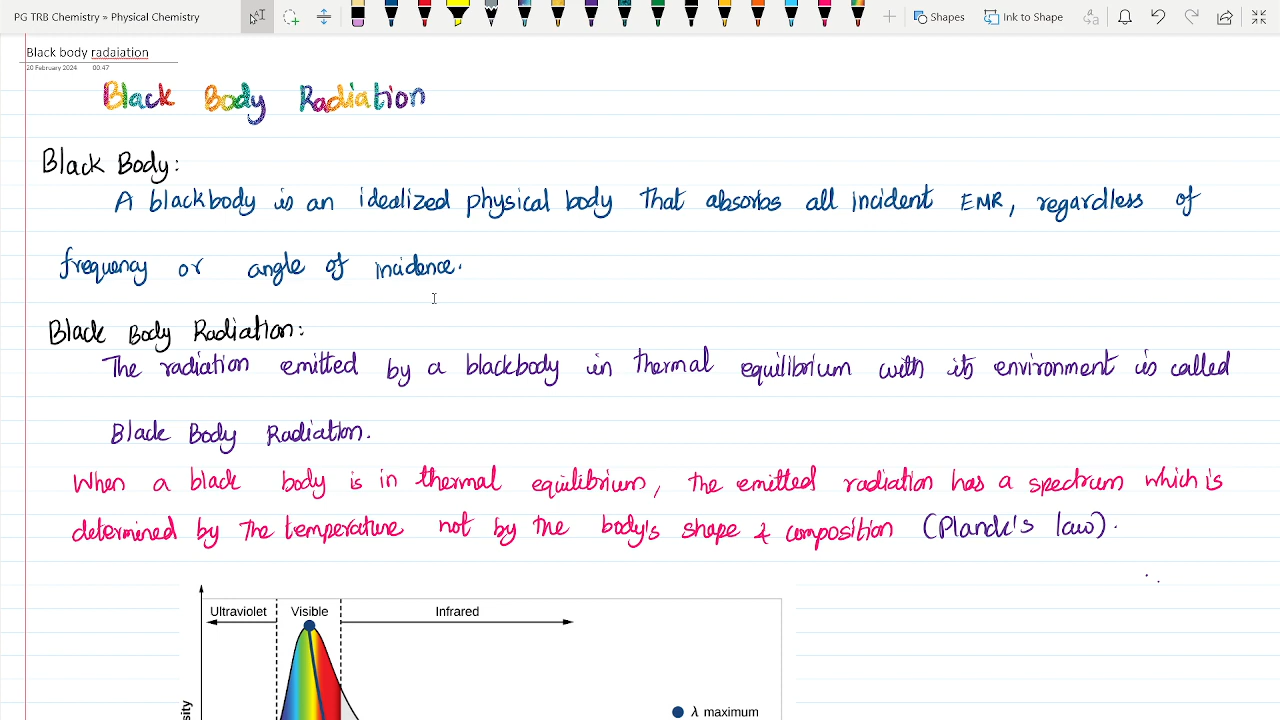 PG TRB Chemistry » Physical Chemistry
Shapes
Ink to Shape
Black body radaiation
20 February 2024 00:47
Black Body Radiation
Black Body:
A blackbody is an idealized physical body that absorbs all incident EMR, regardless of
frequency or angle of incidence.
Black Body Radiation:
The radiation emitted by a blackbody in thermal equilibrium with its environment is called
Black Body Radiation.
When a black body is in thermal equilibrium, the emitted radiation has a spectrum which is
determined by the temperature not by the body's shape & composition (Planck's law).
Ultraviolet Visible Infrared
λ maximum